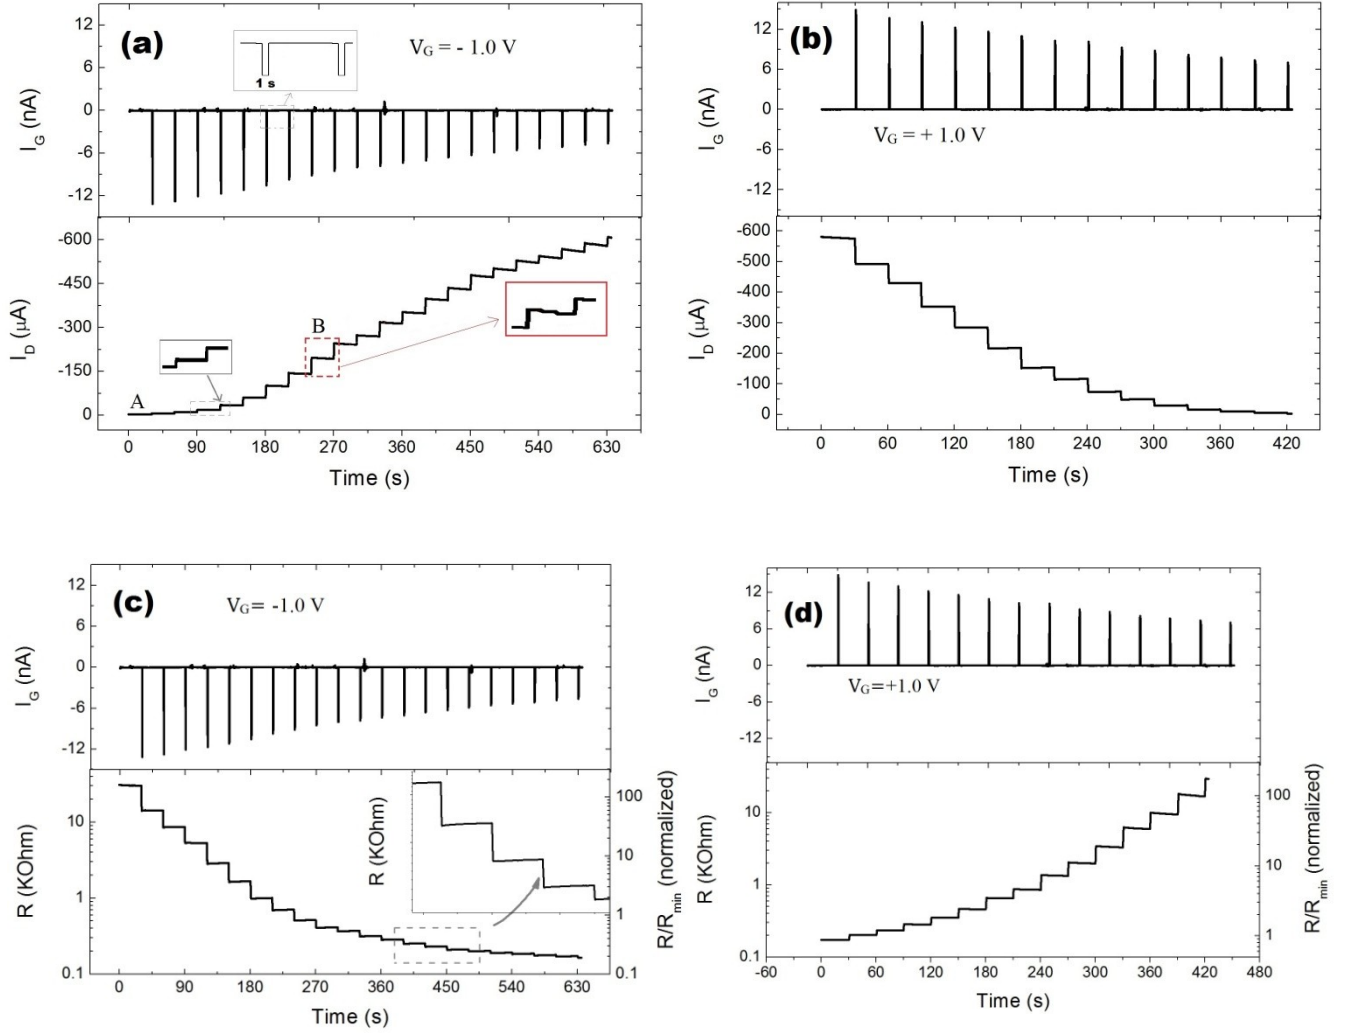 (a)
V_G = - 1.0 V
1 s
12
6
0
-6
-12
I_G (nA)
-600
-450
-300
-150
0
I_D (μA)
A
B
0 90 180 270 360 450 540 630
Time (s)
(b)
V_G = + 1.0 V
12
6
0
-6
-12
I_G (nA)
-600
-500
-400
-300
-200
-100
0
I_D (μA)
0 60 120 180 240 300 360 420
Time (s)
(c)
V_G= -1.0 V
12
6
0
-6
-12
I_G (nA)
10
1
0.1
R (KOhm)
R (KOhm)
100
10
1
0.1
R/R_min (normalized)
0 90 180 270 360 450 540 630
Time (s)
(d)
V_G=+1.0 V
12
6
0
-6
-12
I_G (nA)
10
1
0.1
R (KOhm)
100
10
1
R/R_min (normalized)
-60 0 60 120 180 240 300 360 420 480
Time (s)